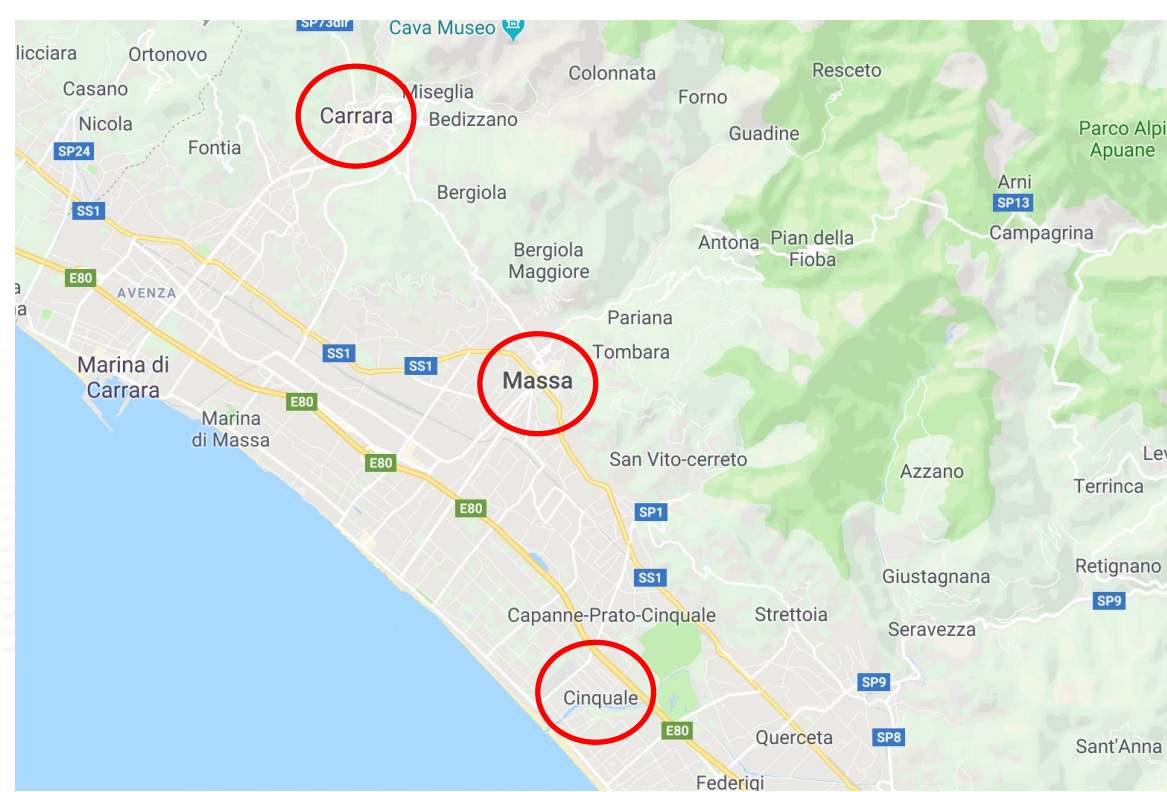 SP73dir
Cava Museo
licciara
Ortonovo
Colonnata
Resceto
Casano
Miseglia
Forno
Carrara
Bedizzano
Nicola
Guadine
Parco Alpi
Apuane
Fontia
SP24
Arni
Bergiola
SP13
SS1
Campagrina
Antona
Pian della
Fioba
Bergiola
Maggiore
E80
AVENZA
a
a
Pariana
SS1
SS1
Tombara
Marina di
Carrara
Massa
E80
Marina
di Massa
E80
San Vito-cerreto
Azzano
Lev
Terrinca
E80
SP1
SS1
Giustagnana
Retignano
SP9
Capanne-Prato-Cinquale
Strettoia
Seravezza
SP9
Cinquale
E80
Querceta
SP8
Sant'Anna
Federigi